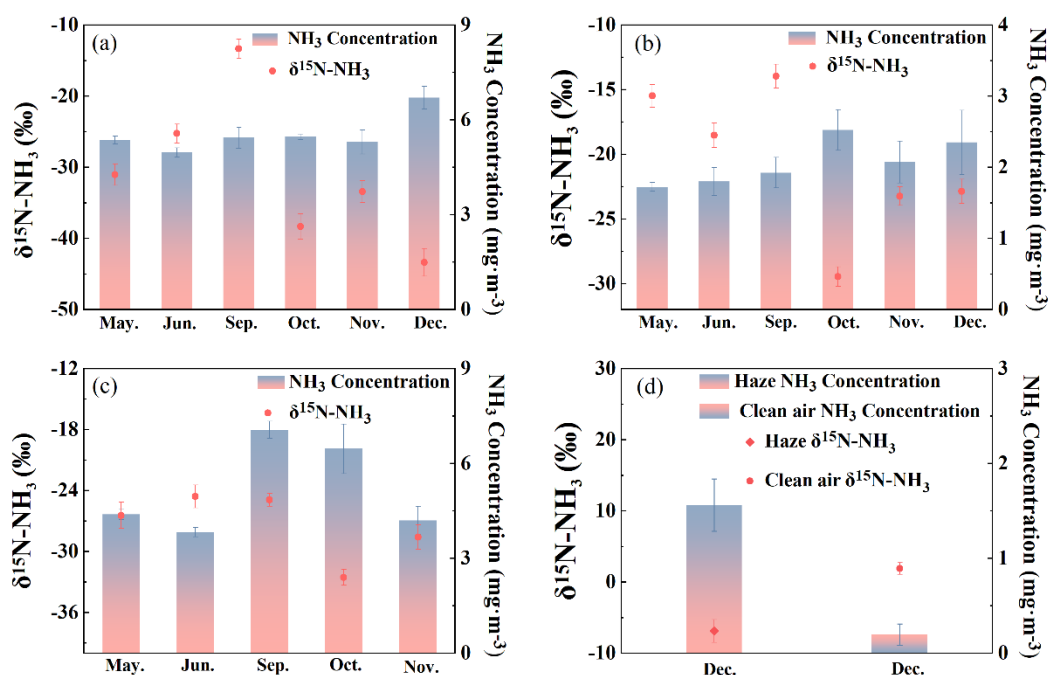 (a)
NH₃ Concentration
δ¹⁵N-NH₃
δ¹⁵N-NH₃ (‰)
-10
-20
-30
-40
-50
NH₃ Concentration (mg·m⁻³)
9
6
3
0
May. Jun. Sep. Oct. Nov. Dec.
(b)
NH₃ Concentration
δ¹⁵N-NH₃
δ¹⁵N-NH₃ (‰)
-10
-15
-20
-25
-30
NH₃ Concentration (mg·m⁻³)
4
3
2
1
0
May. Jun. Sep. Oct. Nov. Dec.
(c)
NH₃ Concentration
δ¹⁵N-NH₃
δ¹⁵N-NH₃ (‰)
-12
-18
-24
-30
-36
NH₃ Concentration (mg·m⁻³)
9
6
3
0
May. Jun. Sep. Oct. Nov.
(d)
Haze NH₃ Concentration
Clean air NH₃ Concentration
Haze δ¹⁵N-NH₃
Clean air δ¹⁵N-NH₃
δ¹⁵N-NH₃ (‰)
30
20
10
0
-10
NH₃ Concentration (mg·m⁻³)
3
2
1
0
Dec. Dec.